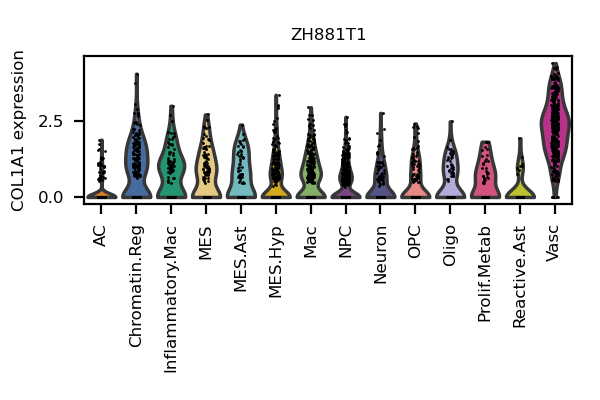 ZH881T1
COL1A1 expression
2.5
0.0
AC
Chromatin.Reg
Inflammatory.Mac
MES
MES.Ast
MES.Hyp
Mac
NPC
Neuron
OPC
Oligo
Prolif.Metab
Reactive.Ast
Vasc